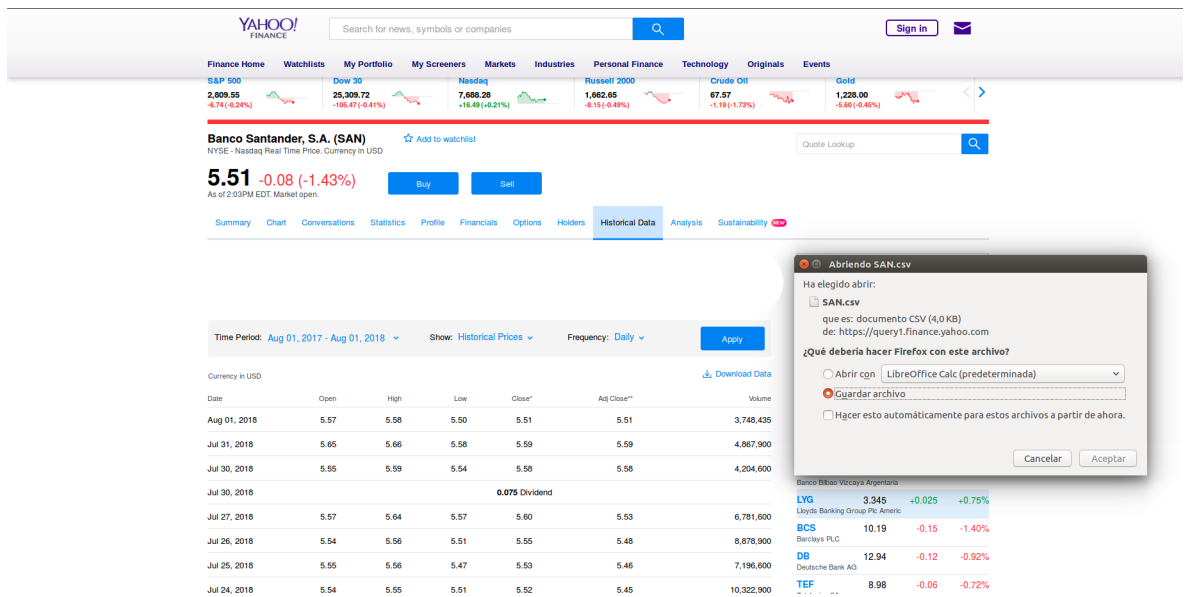 YAHOO!
FINANCE
Search for news, symbols or companies
Sign in
Finance Home Watchlists My Portfolio My Screeners Markets Industries Personal Finance Technology Originals Events
S&P 500 Dow 30 Nasdaq Russell 2000 Crude Oil Gold
2,809.55 25,309.72 7,688.28 1,662.65 67.57 1,228.00
-6.74 (-0.24%) -105.47 (-0.41%) +16.49 (+0.21%) -8.15 (-0.49%) -1.19 (-1.73%) -5.60 (-0.45%)
Banco Santander, S.A. (SAN) Add to watchlist
NYSE - Nasdaq Real Time Price. Currency in USD
Quote Lookup
5.51 -0.08 (-1.43%) Buy Sell
As of 2:03PM EDT. Market open.
Summary Chart Conversations Statistics Profile Financials Options Holders Historical Data Analysis Sustainability NEW
Time Period: Aug 01, 2017 - Aug 01, 2018 Show: Historical Prices Frequency: Daily Apply
Currency in USD Download Data
Date Open High Low Close* Adj Close** Volume
Aug 01, 2018 5.57 5.58 5.50 5.51 5.51 3,748,435
Jul 31, 2018 5.65 5.66 5.58 5.59 5.59 4,867,900
Jul 30, 2018 5.55 5.59 5.54 5.58 5.58 4,204,600
Jul 30, 2018 0.075 Dividend
Jul 27, 2018 5.57 5.64 5.57 5.60 5.53 6,781,600
Jul 26, 2018 5.54 5.56 5.51 5.55 5.48 8,878,900
Jul 25, 2018 5.55 5.56 5.47 5.53 5.46 7,196,600
Jul 24, 2018 5.54 5.55 5.51 5.52 5.45 10,322,900
Abriendo SAN.csv
Ha elegido abrir:
SAN.csv
que es: documento CSV (4,0 KB)
de: https://query1.finance.yahoo.com
¿Qué debería hacer Firefox con este archivo?
Abrir con LibreOffice Calc (predeterminada)
Guardar archivo
Hacer esto automáticamente para estos archivos a partir de ahora.
Cancelar Aceptar
Banco Bilbao Vizcaya Argentaria
LYG 3.345 +0.025 +0.75%
Lloyds Banking Group Plc Americ
BCS 10.19 -0.15 -1.40%
Barclays PLC
DB 12.94 -0.12 -0.92%
Deutsche Bank AG
TEF 8.98 -0.06 -0.72%